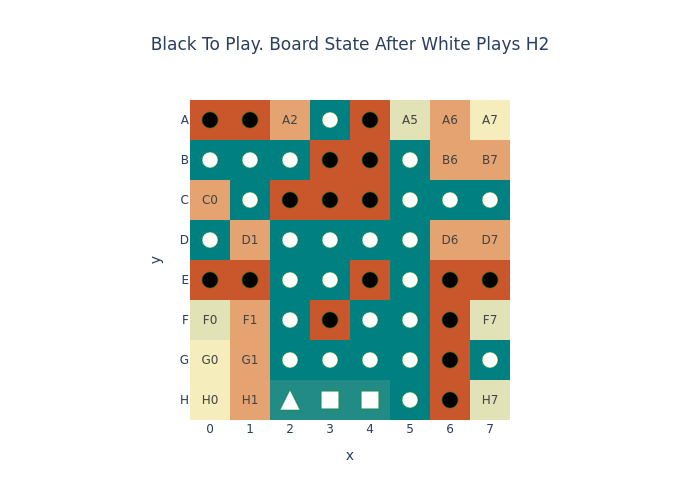 Black To Play. Board State After White Plays H2
A A2 A5 A6 A7
B B6 B7
C C0
D D1 D6 D7
E
F F0 F1 F7
G G0 G1
H H0 H1 H7
0 1 2 3 4 5 6 7
x
y